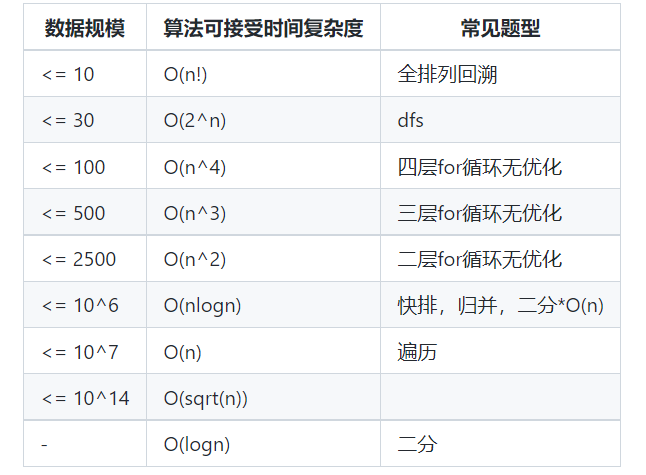 数据规模 算法可接受时间复杂度 常见题型
<= 10 O(n!) 全排列回溯
<= 30 O(2^n) dfs
<= 100 O(n^4) 四层for循环无优化
<= 500 O(n^3) 三层for循环无优化
<= 2500 O(n^2) 二层for循环无优化
<= 10^6 O(nlogn) 快排，归并，二分*O(n)
<= 10^7 O(n) 遍历
<= 10^14 O(sqrt(n))
- O(logn) 二分